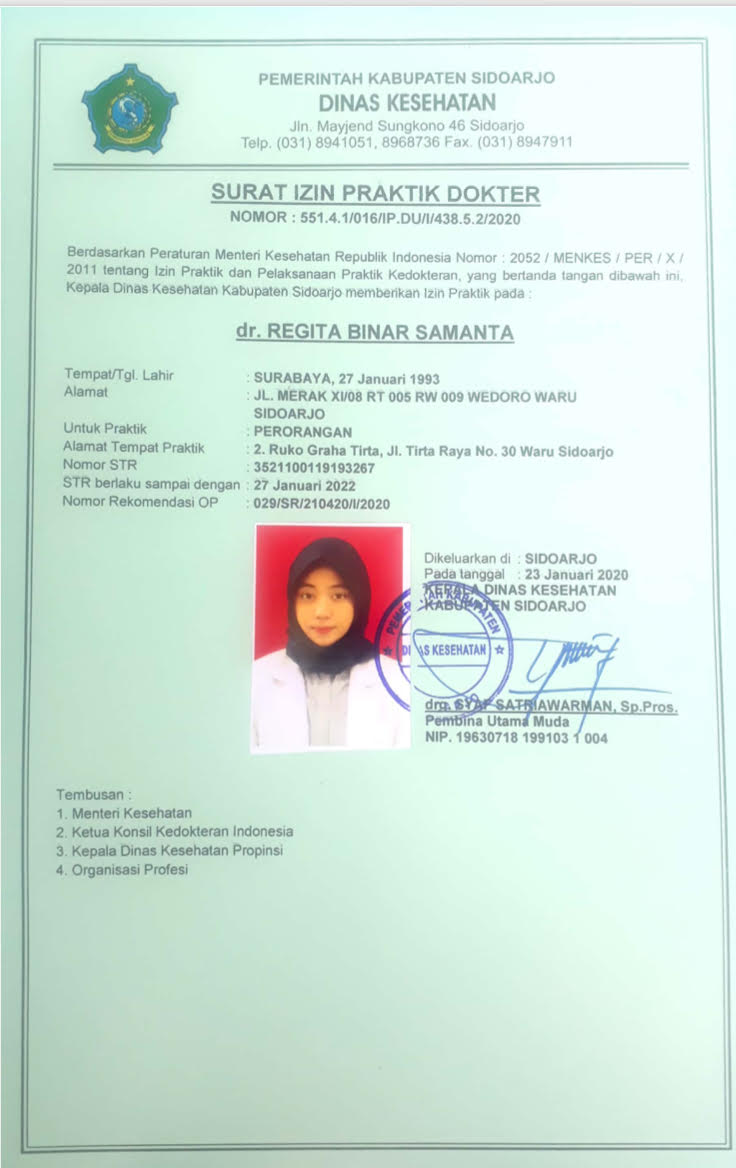 PEMERINTAH KABUPATEN SIDOARJO
DINAS KESEHATAN
Jln. Mayjend Sungkono 46 Sidoarjo
Telp. (031) 8941051, 8968736 Fax. (031) 8947911
SURAT IZIN PRAKTIK DOKTER
NOMOR : 551.4.1/016/IP.DU/I/438.5.2/2020
Berdasarkan Peraturan Menteri Kesehatan Republik Indonesia Nomor : 2052 / MENKES / PER / X /
2011 tentang Izin Praktik dan Pelaksanaan Praktik Kedokteran, yang bertanda tangan dibawah ini,
Kepala Dinas Kesehatan Kabupaten Sidoarjo memberikan Izin Praktik pada :
dr. REGITA BINAR SAMANTA
Tempat/Tgl. Lahir : SURABAYA, 27 Januari 1993
Alamat : JL. MERAK XI/08 RT 005 RW 009 WEDORO WARU
SIDOARJO
Untuk Praktik : PERORANGAN
Alamat Tempat Praktik : 2. Ruko Graha Tirta, Jl. Tirta Raya No. 30 Waru Sidoarjo
Nomor STR : 3521100119193267
STR berlaku sampai dengan : 27 Januari 2022
Nomor Rekomendasi OP : 029/SR/210420/I/2020
Dikeluarkan di : SIDOARJO
Pada tanggal : 23 Januari 2020
KEPALA DINAS KESEHATAN
KABUPATEN SIDOARJO
PEMERINTAH KABUPATEN
DINAS KESEHATAN
drg. SYAF SATRIAWARMAN, Sp.Pros.
Pembina Utama Muda
NIP. 19630718 199103 1 004
Tembusan :
1. Menteri Kesehatan
2. Ketua Konsil Kedokteran Indonesia
3. Kepala Dinas Kesehatan Propinsi
4. Organisasi Profesi